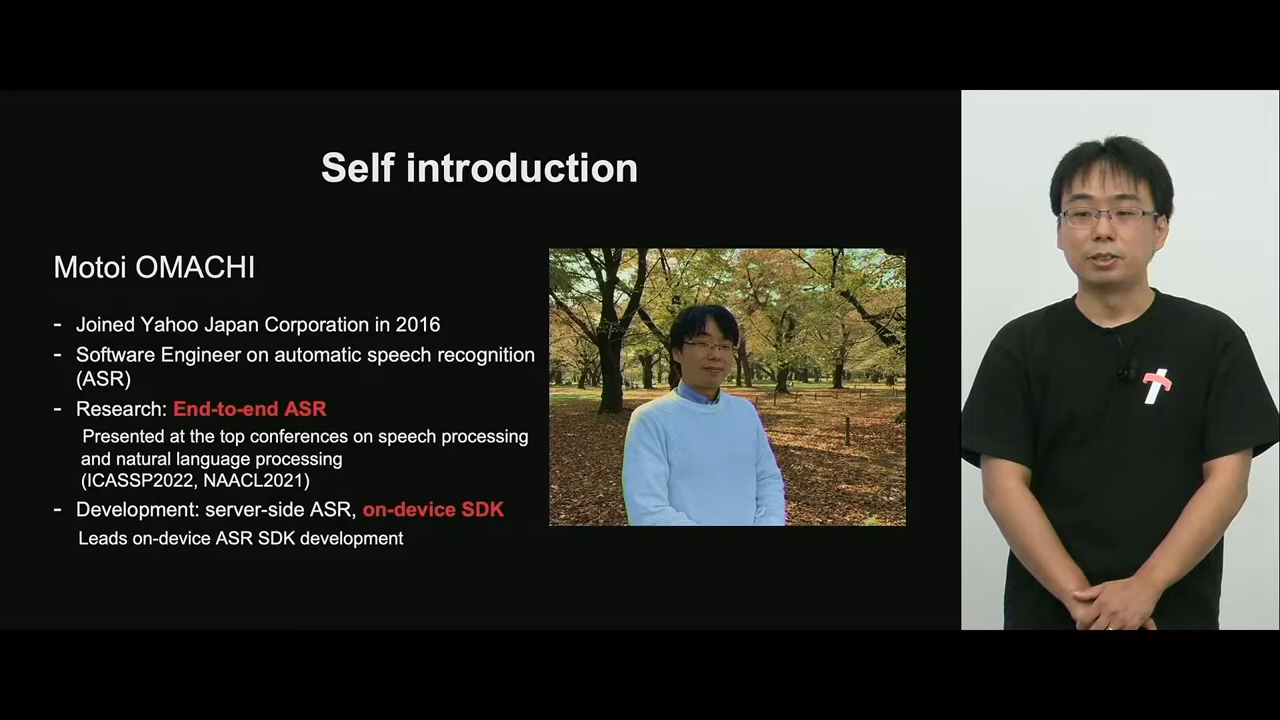 Self introduction
Motoi OMACHI
- Joined Yahoo Japan Corporation in 2016
- Software Engineer on automatic speech recognition
(ASR)
- Research: End-to-end ASR
Presented at the top conferences on speech processing
and natural language processing
(ICASSP2022, NAACL2021)
- Development: server-side ASR, on-device SDK
Leads on-device ASR SDK development